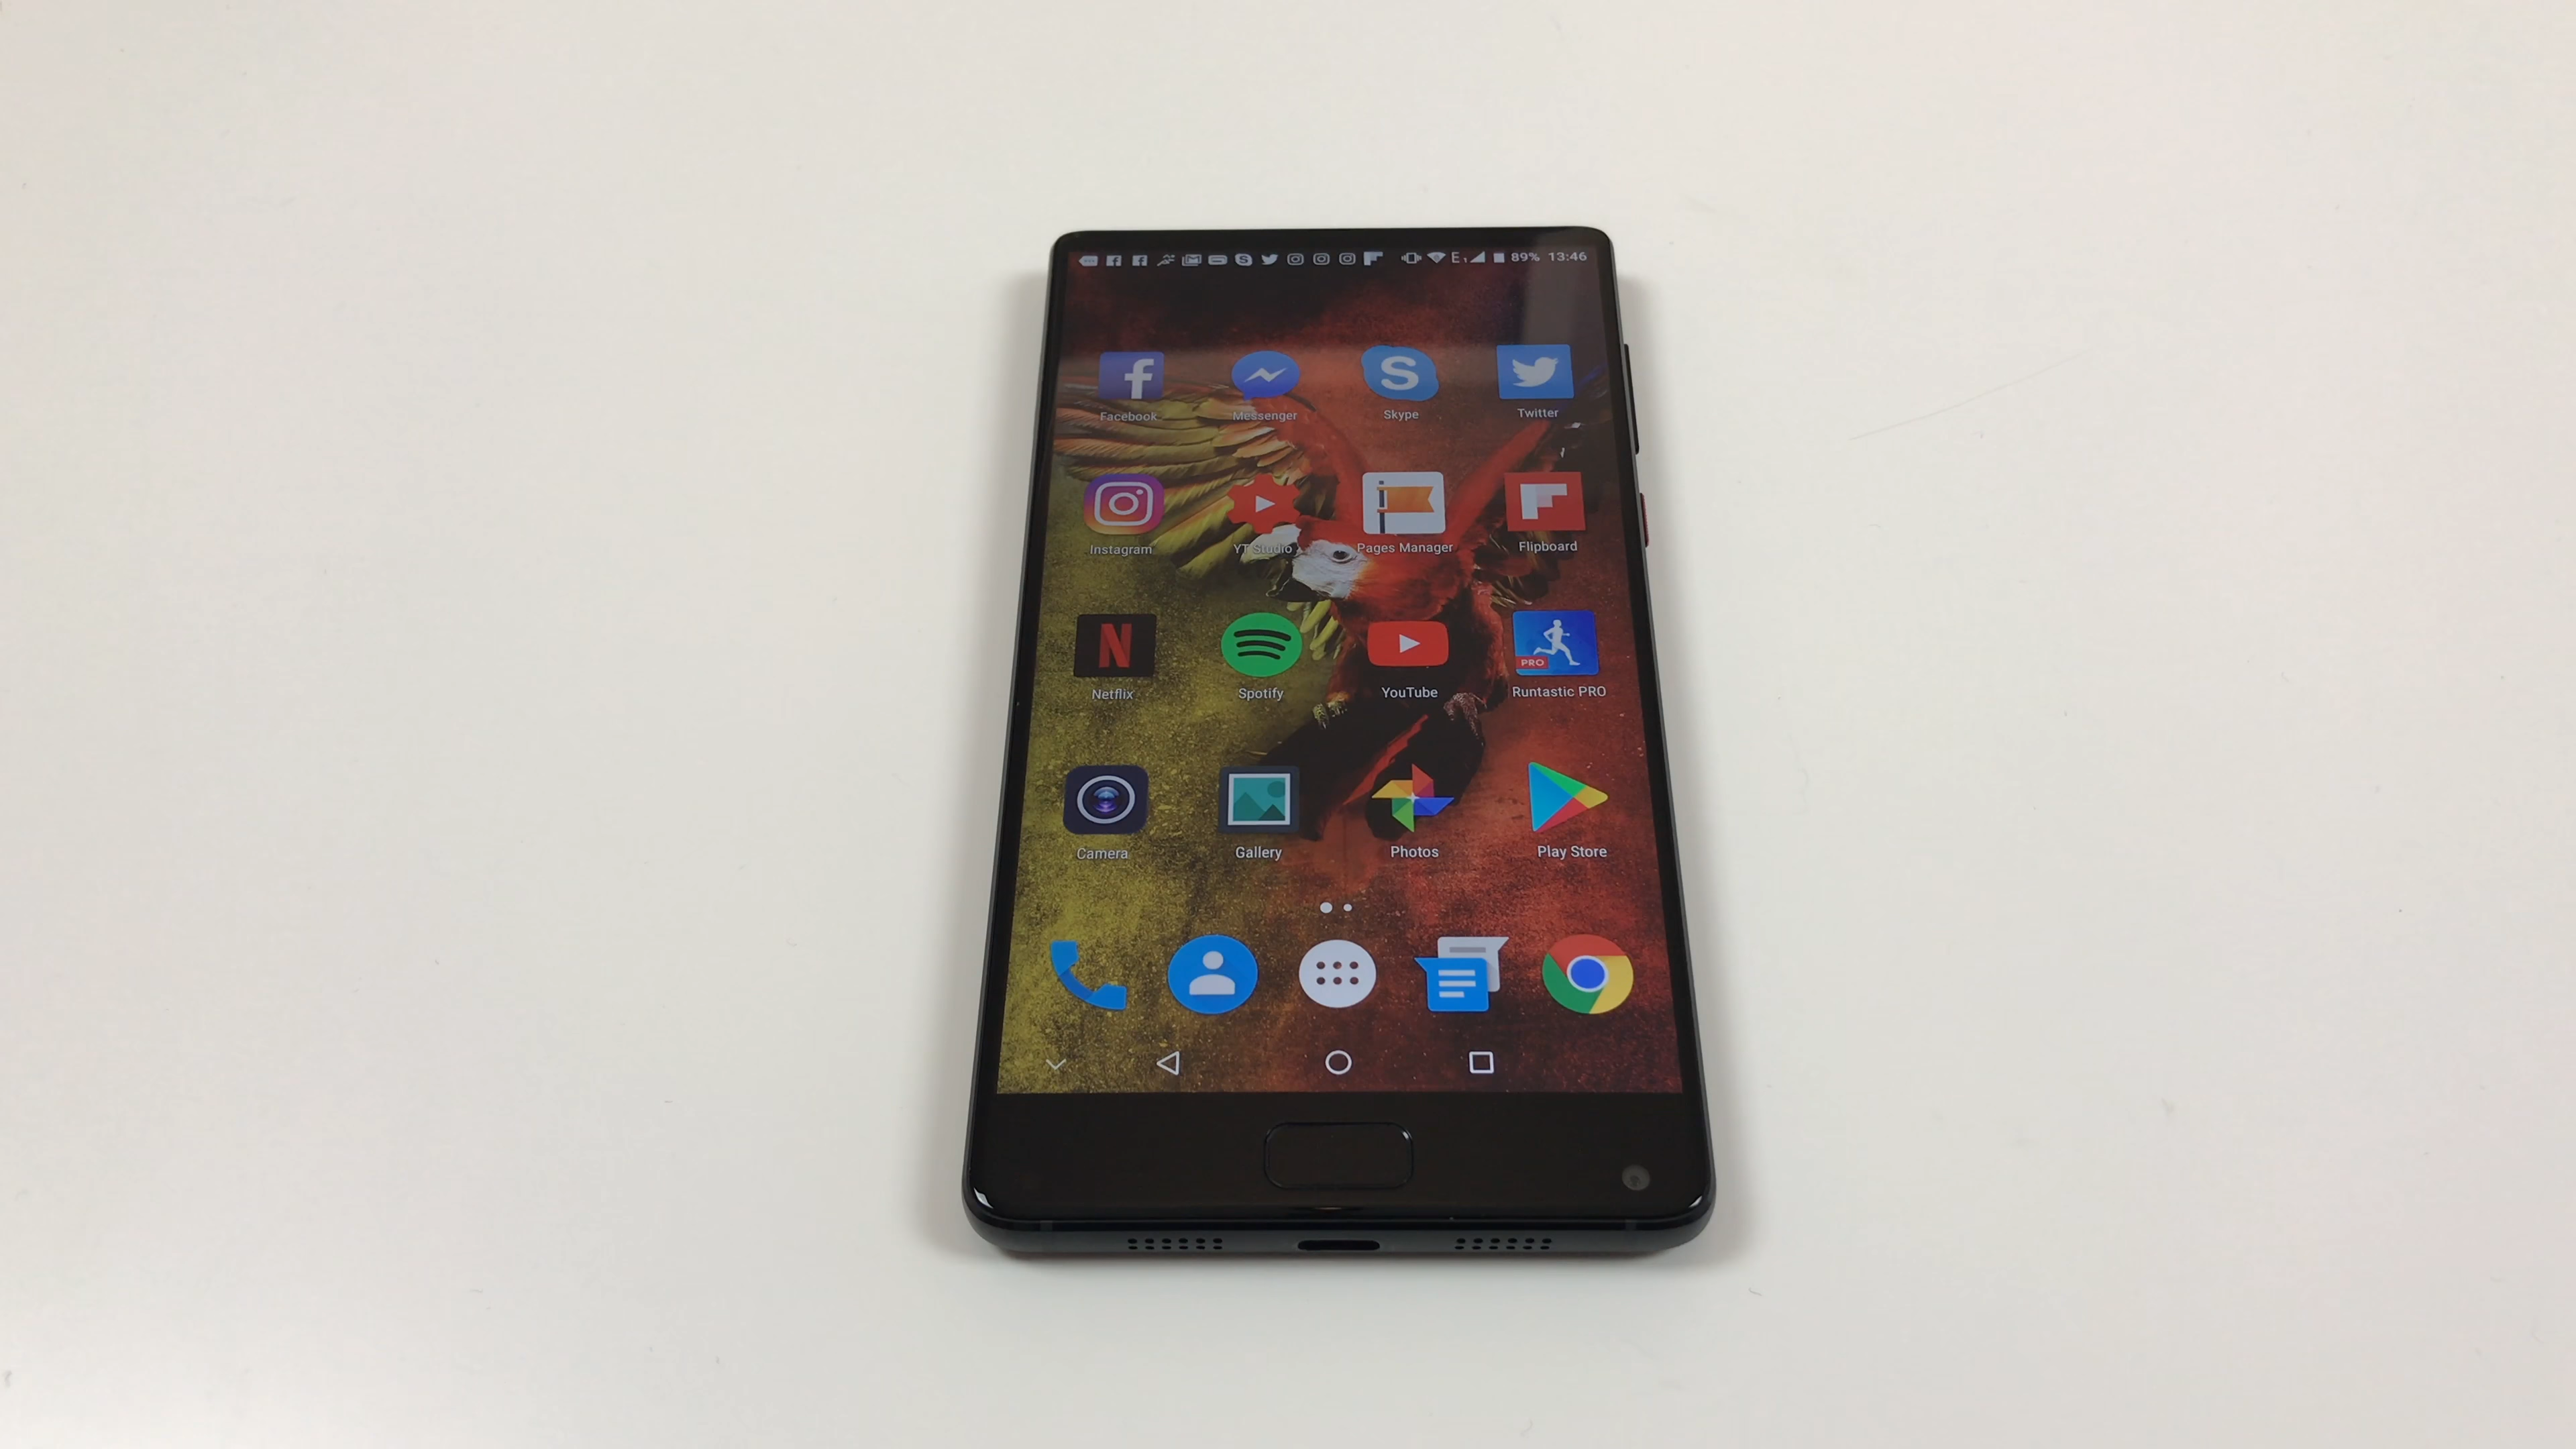 E 1 89% 13:46
Facebook Messenger Skype Twitter
Instagram YT Studio Pages Manager Flipboard
PRO
Netflix Spotify YouTube Runtastic PRO
Camera Gallery Photos Play Store